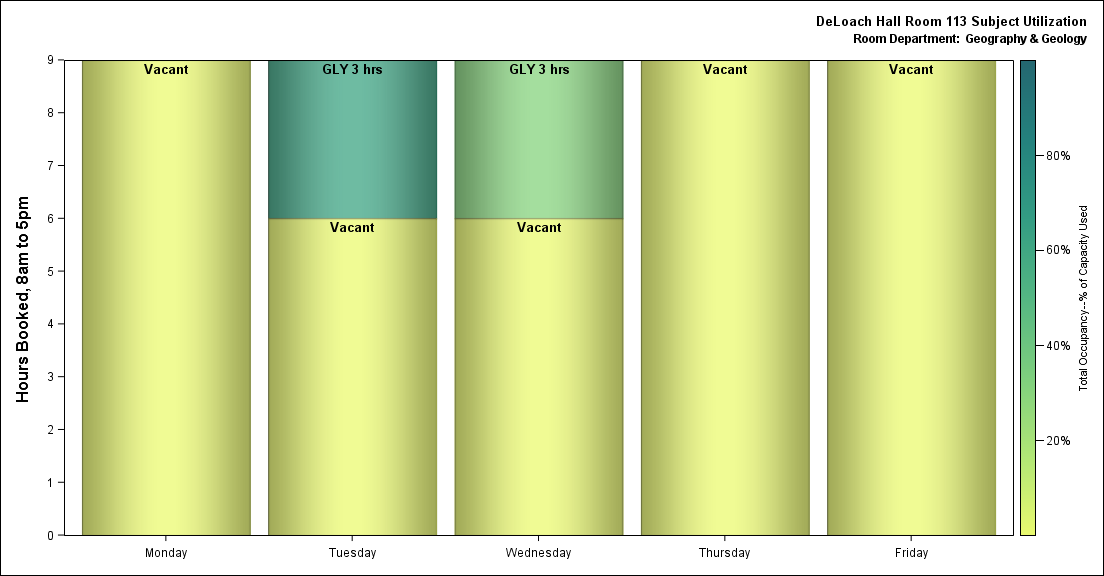 DeLoach Hall Room 113 Subject Utilization
Room Department: Geography & Geology
Hours Booked, 8am to 5pm
9
8
7
6
5
4
3
2
1
0
Vacant
GLY 3 hrs
GLY 3 hrs
Vacant
Vacant
Vacant
Vacant
Monday
Tuesday
Wednesday
Thursday
Friday
80%
60%
40%
20%
Total Occupancy--% of Capacity Used